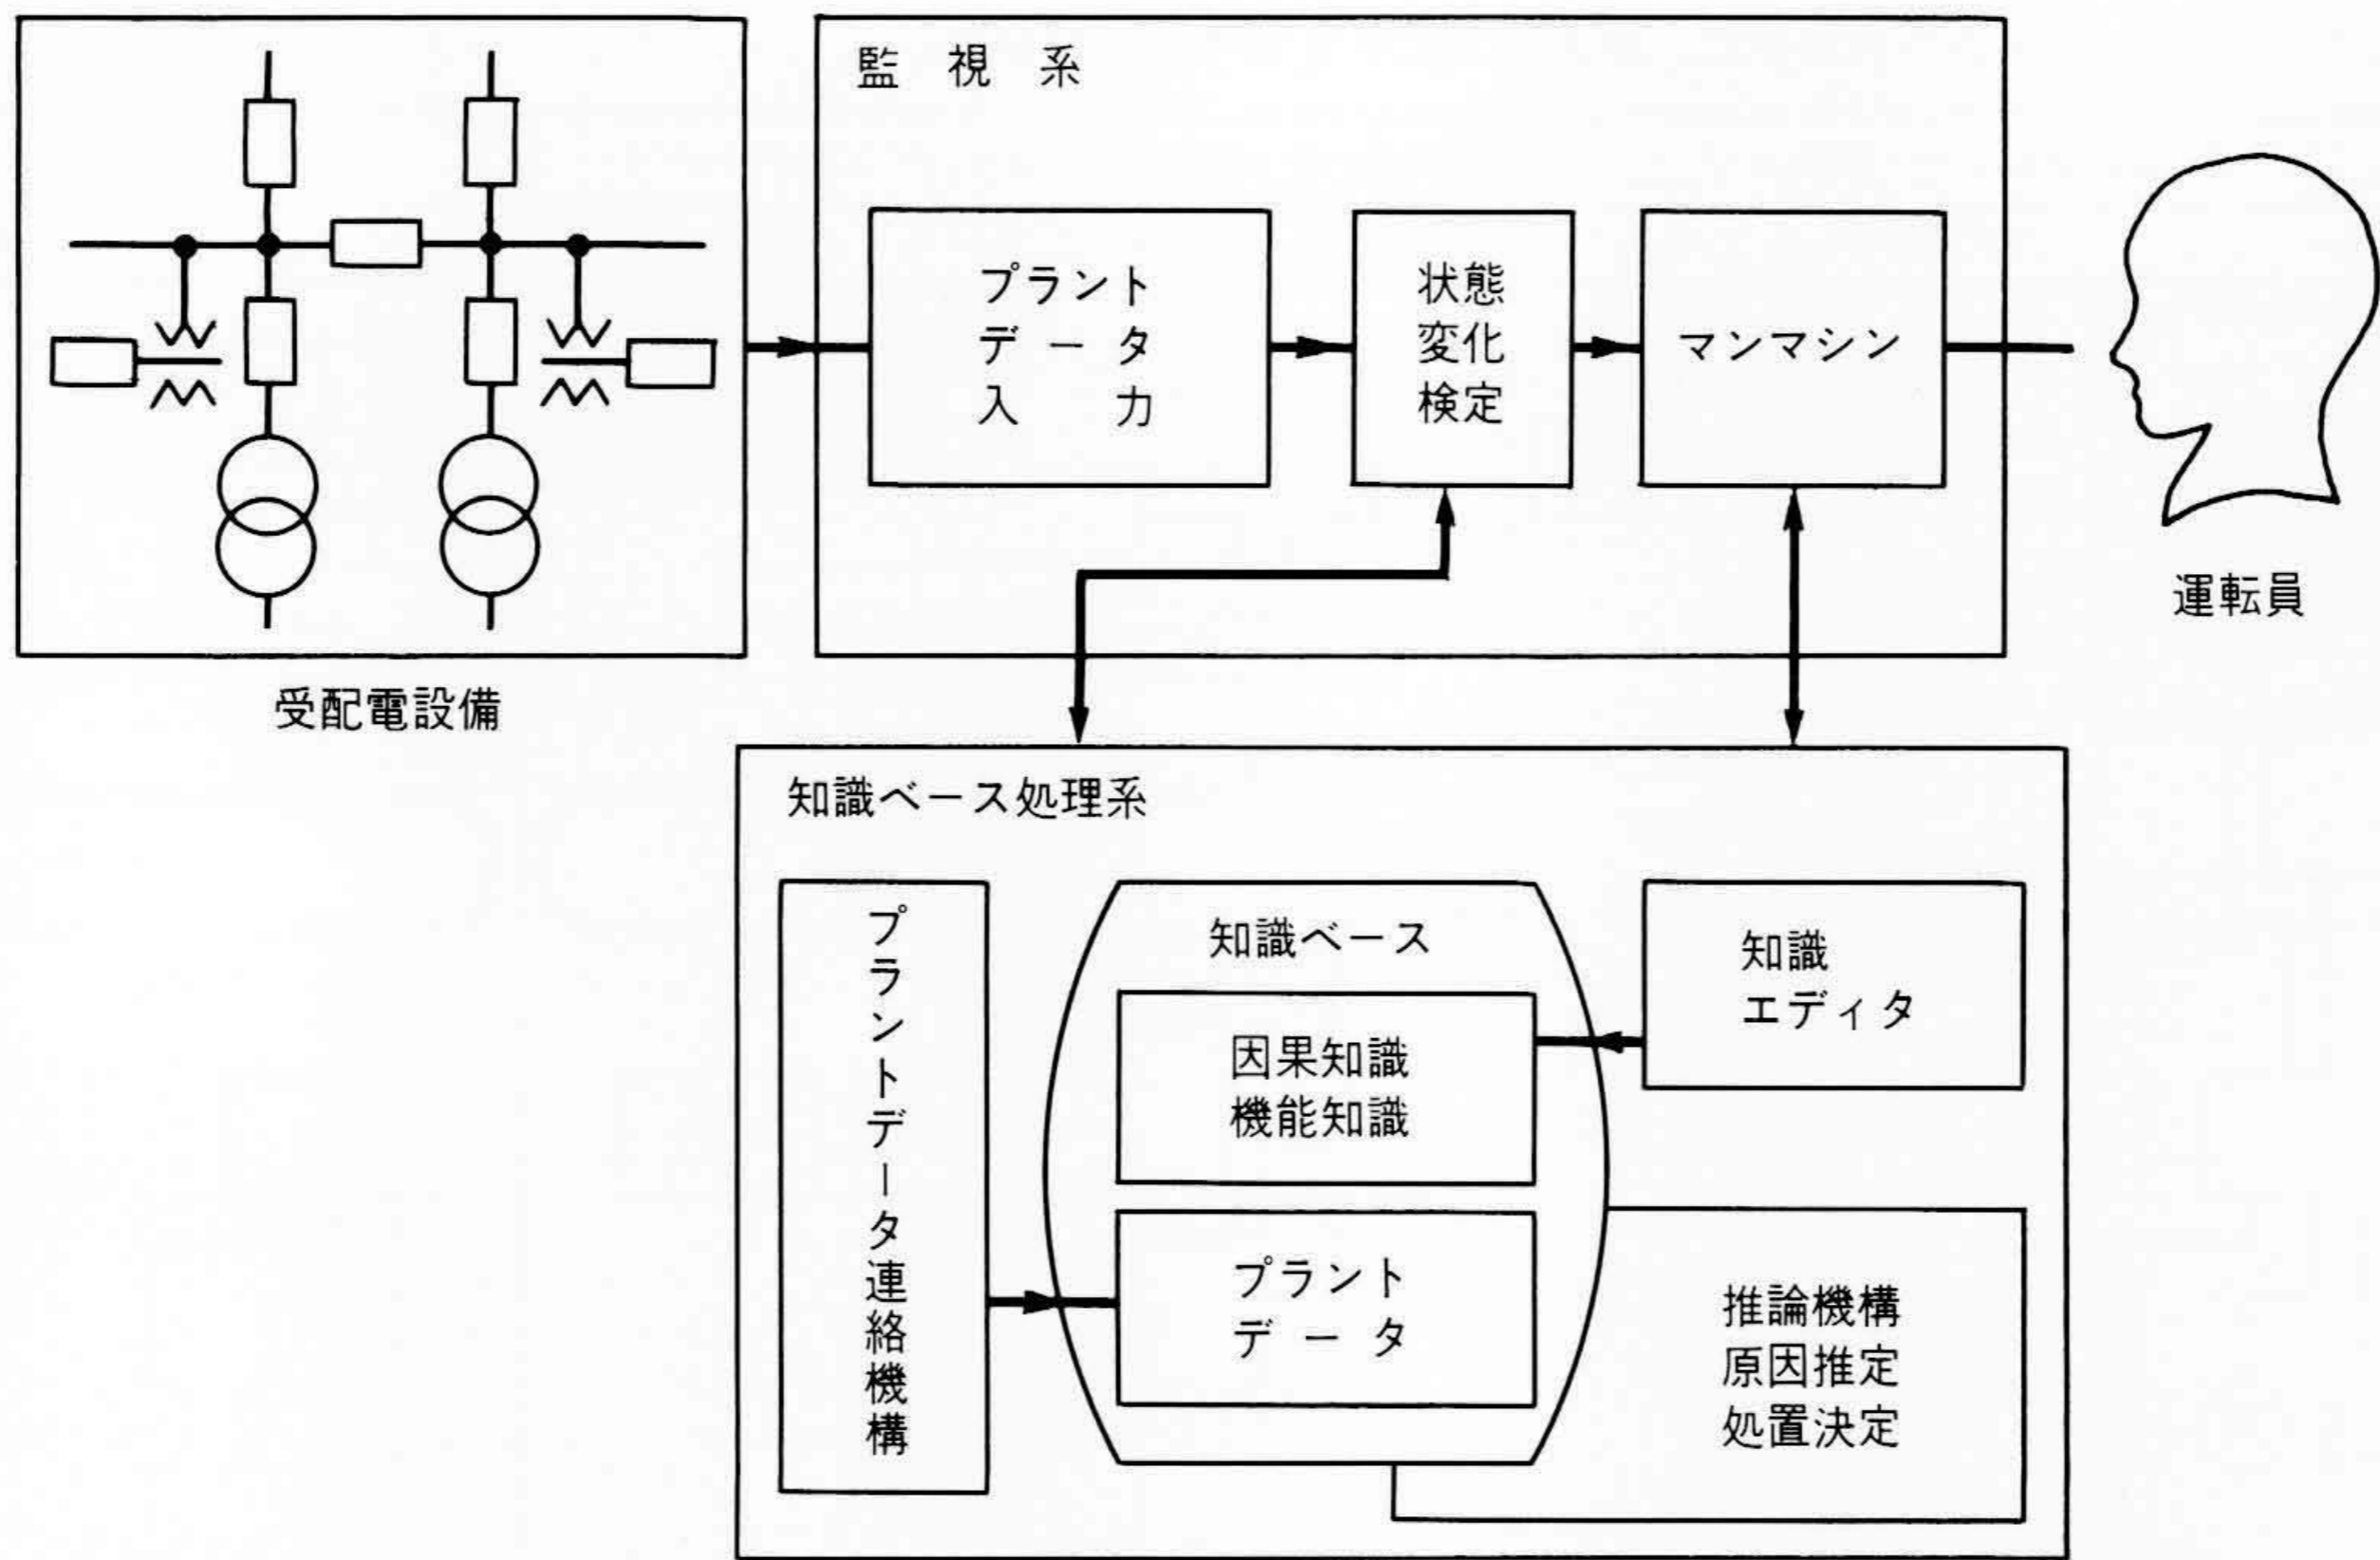 監視系
プラント
データ
入力
状態
変化
検定
マンマシン
運転員
受配電設備
知識ベース処理系
プラントデータ連絡機構
知識ベース
因果知識
機能知識
プラント
データ
知識
エディタ
推論機構
原因推定
処置決定